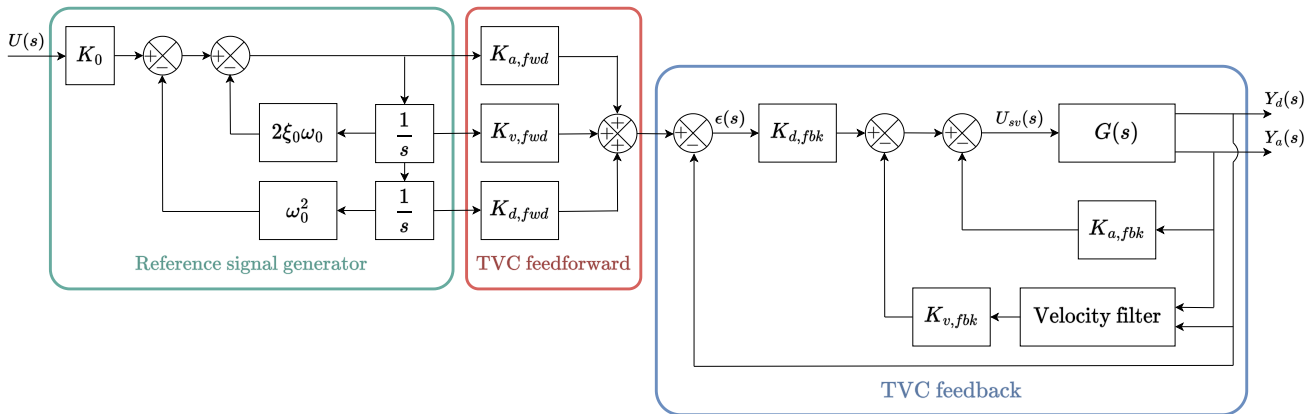 U(s)
K_0
+
−
+
−
2ξ_0ω_0
1/s
ω_0^2
1/s
Reference signal generator
K_{a,fwd}
K_{v,fwd}
K_{d,fwd}
+
+
+
TVC feedforward
+
−
ϵ(s)
K_{d,fbk}
+
−
+
−
U_{sv}(s)
G(s)
Y_d(s)
Y_a(s)
K_{a,fbk}
K_{v,fbk}
Velocity filter
TVC feedback